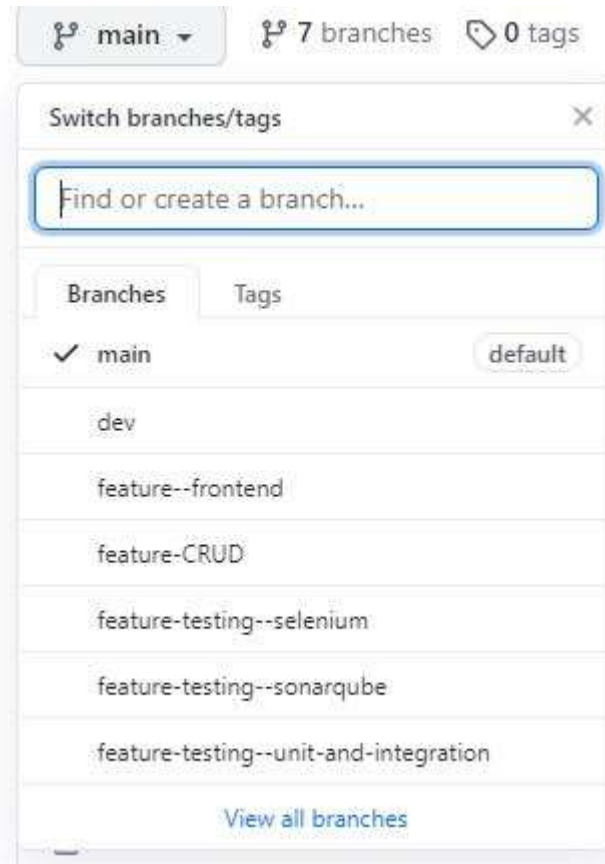 main 7 branches 0 tags
Switch branches/tags
Find or create a branch...
Branches Tags
main default
dev
feature--frontend
feature-CRUD
feature-testing--selenium
feature-testing--sonarqube
feature-testing--unit-and-integration
View all branches